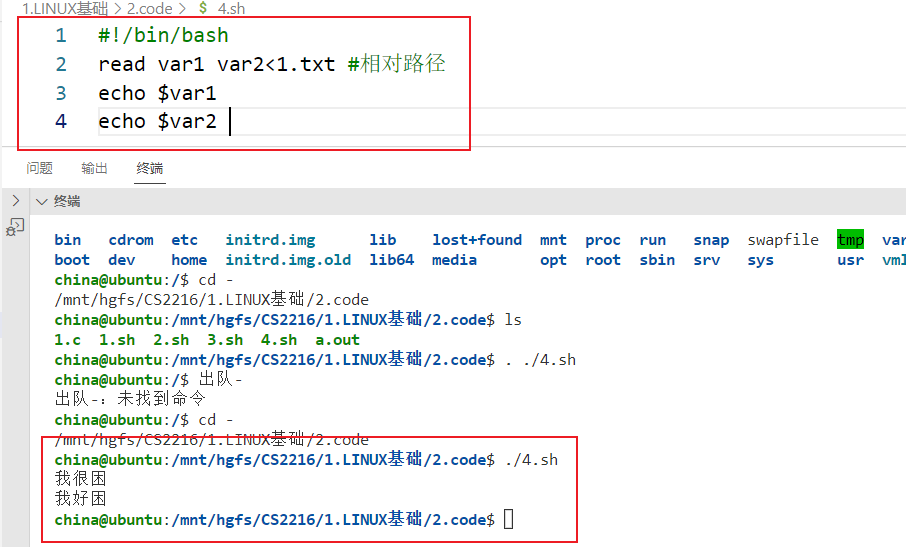 1.LINUX基础 > 2.code > $ 4.sh
1 #!/bin/bash
2 read var1 var2<1.txt #相对路径
3 echo $var1
4 echo $var2
问题 输出 终端
终端
bin cdrom etc initrd.img lib lost+found mnt proc run snap swapfile tmp var
boot dev home initrd.img.old lib64 media opt root sbin srv sys usr vml
china@ubuntu:/$ cd -
/mnt/hgfs/CS2216/1.LINUX基础/2.code
china@ubuntu:/mnt/hgfs/CS2216/1.LINUX基础/2.code$ ls
1.c 1.sh 2.sh 3.sh 4.sh a.out
china@ubuntu:/mnt/hgfs/CS2216/1.LINUX基础/2.code$ . ./4.sh
china@ubuntu:/$ 出队-
出队-：未找到命令
china@ubuntu:/$ cd -
/mnt/hgfs/CS2216/1.LINUX基础/2.code
china@ubuntu:/mnt/hgfs/CS2216/1.LINUX基础/2.code$ ./4.sh
我很困
我好困
china@ubuntu:/mnt/hgfs/CS2216/1.LINUX基础/2.code$